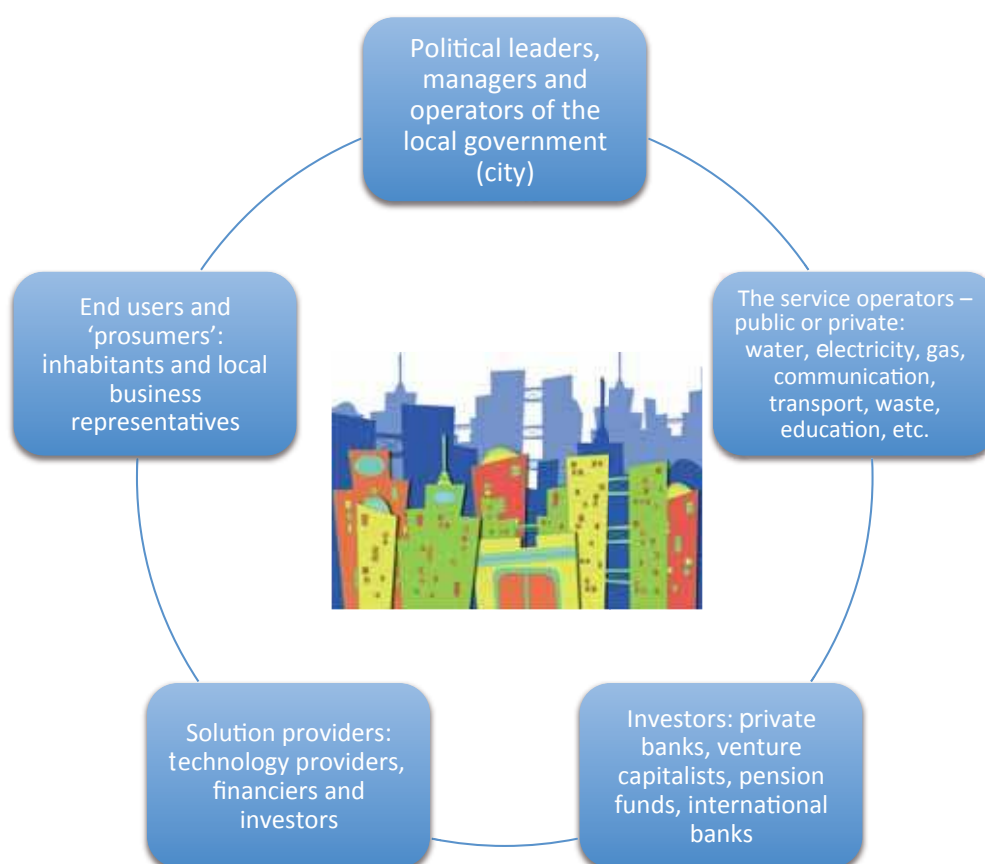 Political leaders,
managers and
operators of the
local government
(city)
The service operators –
public or private:
water, electricity, gas,
communication,
transport, waste,
education, etc.
Investors: private
banks, venture
capitalists, pension
funds, international
banks
Solution providers:
technology providers,
financiers and
investors
End users and
‘prosumers’:
inhabitants and local
business
representatives